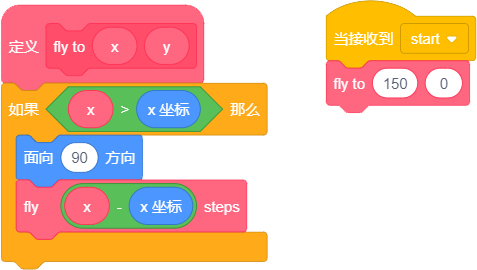 定义 fly to x y
如果 x > x 坐标 那么
面向 90 方向
fly x - x 坐标 steps
当接收到 start
fly to 150 0